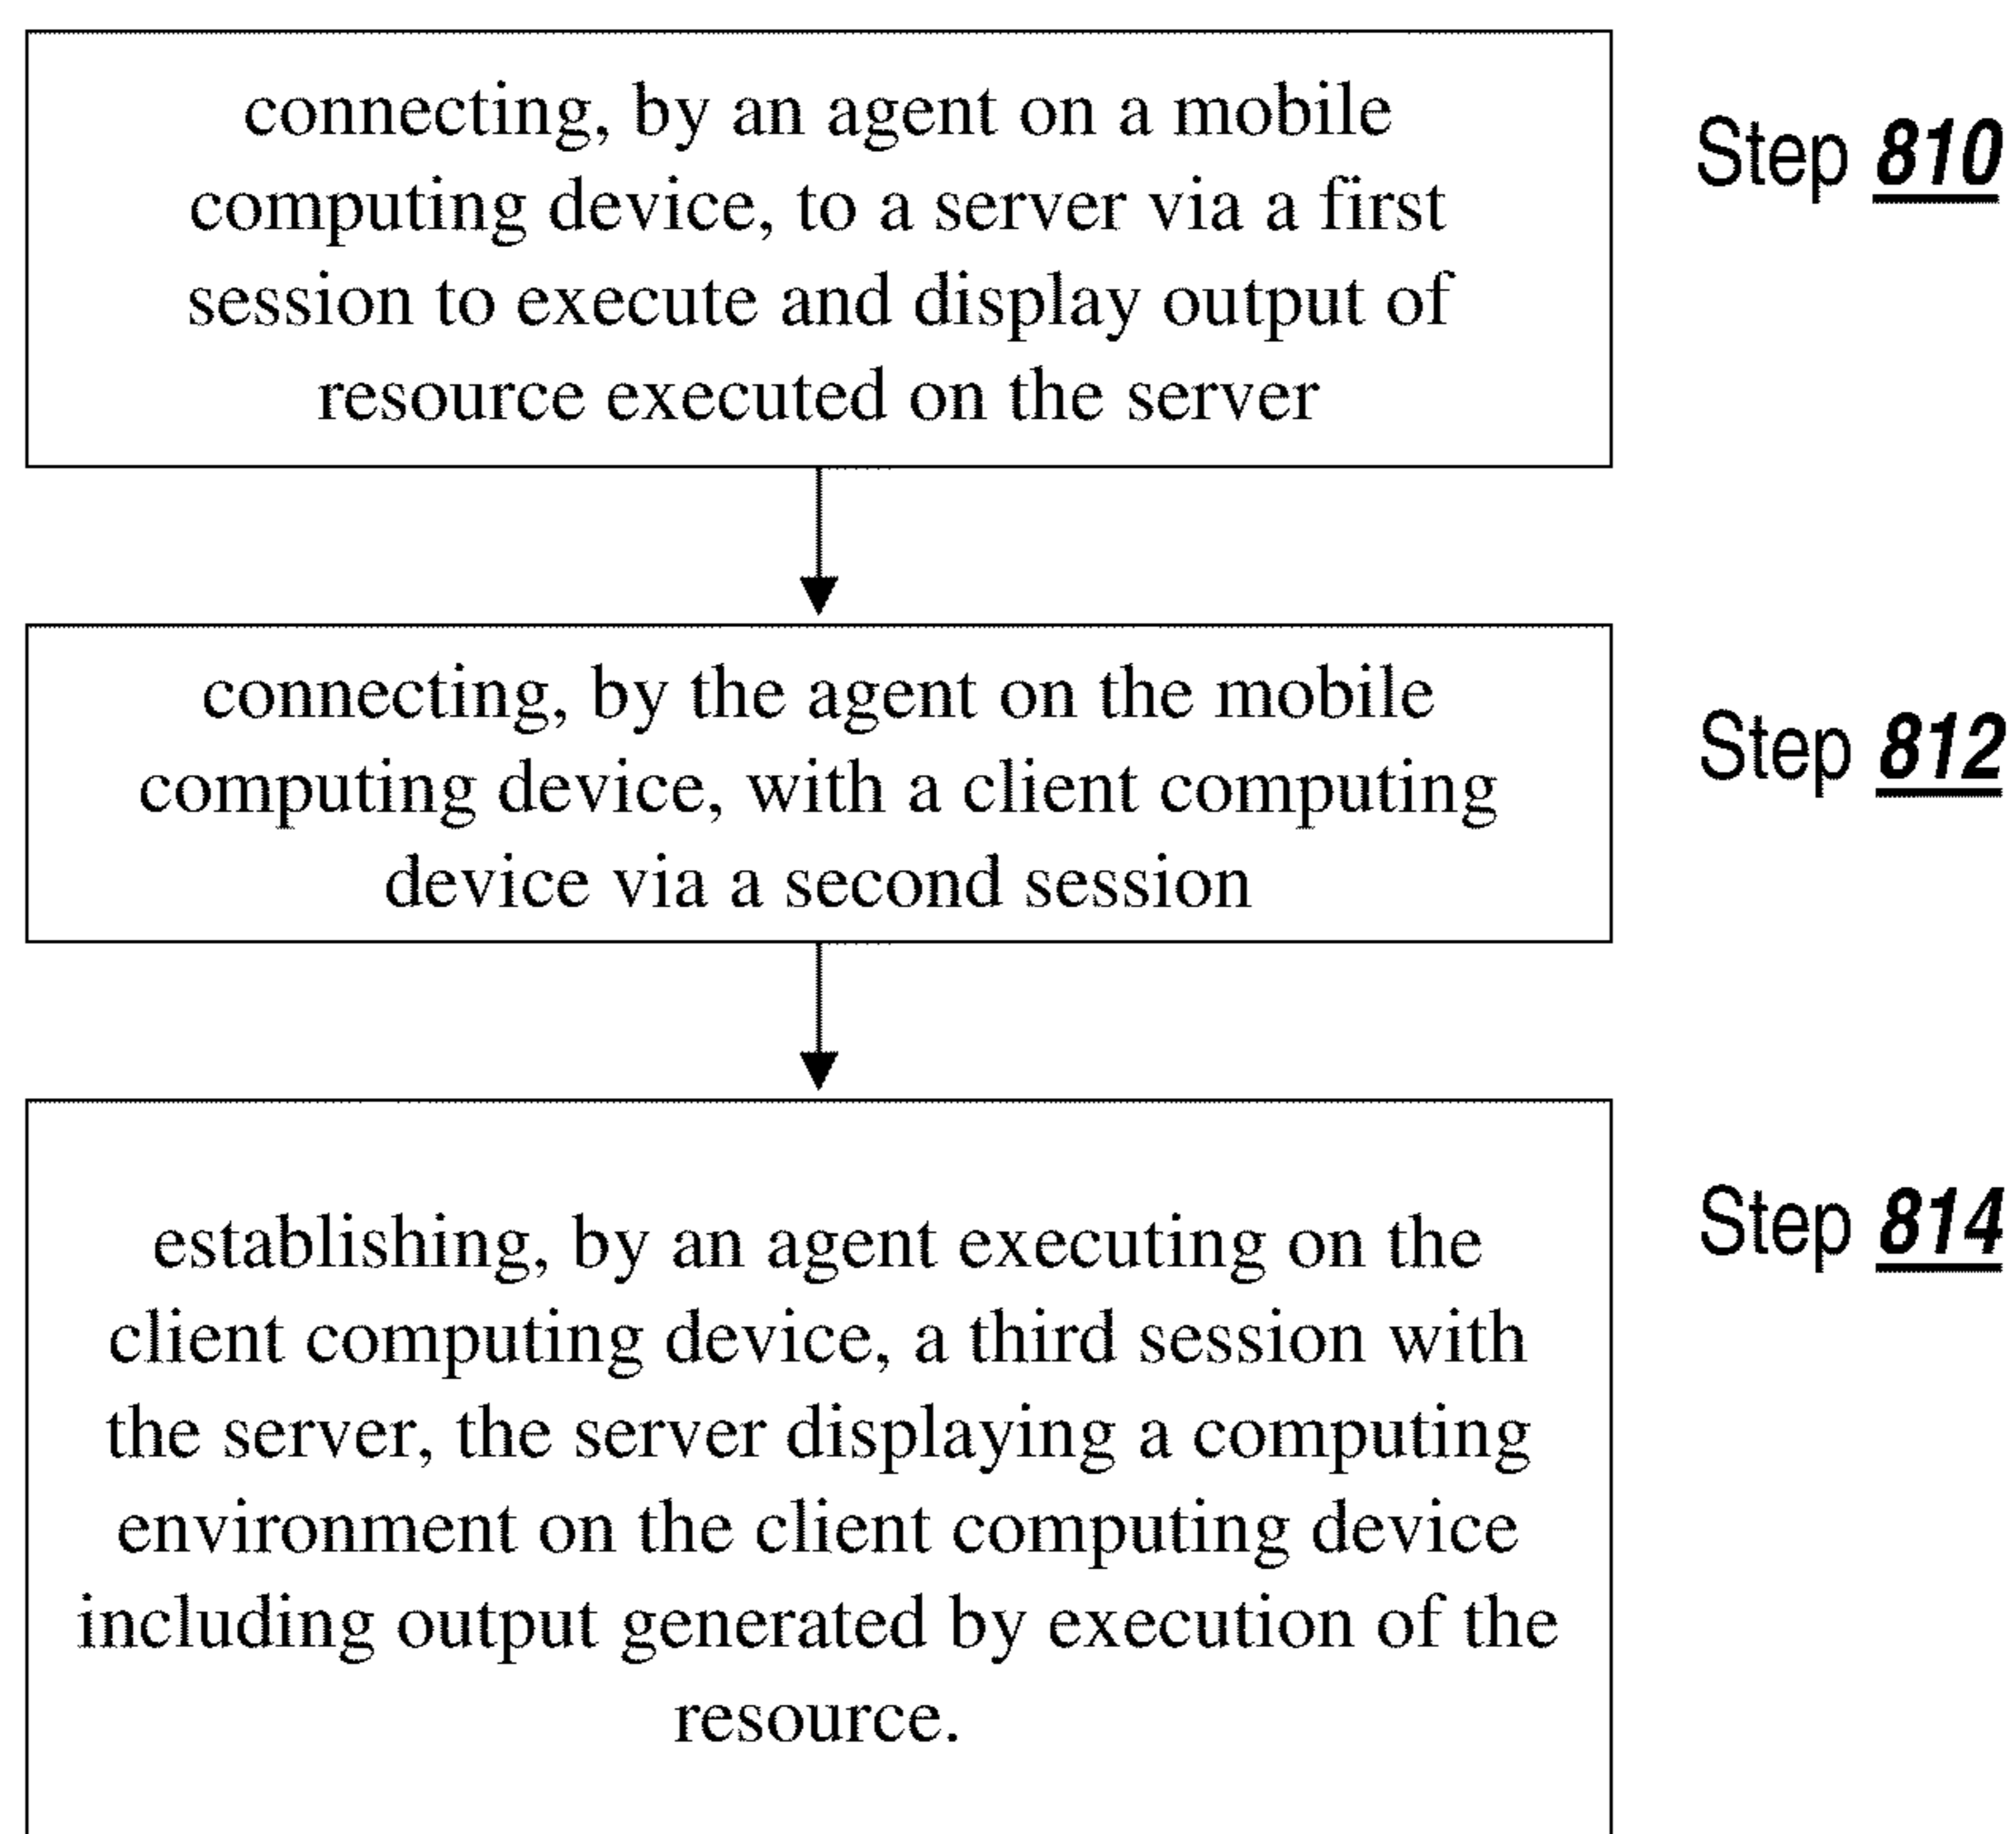 connecting, by an agent on a mobile
computing device, to a server via a first
session to execute and display output of
resource executed on the server
Step 810
connecting, by the agent on the mobile
computing device, with a client computing
device via a second session
Step 812
establishing, by an agent executing on the
client computing device, a third session with
the server, the server displaying a computing
environment on the client computing device
including output generated by execution of the
resource.
Step 814